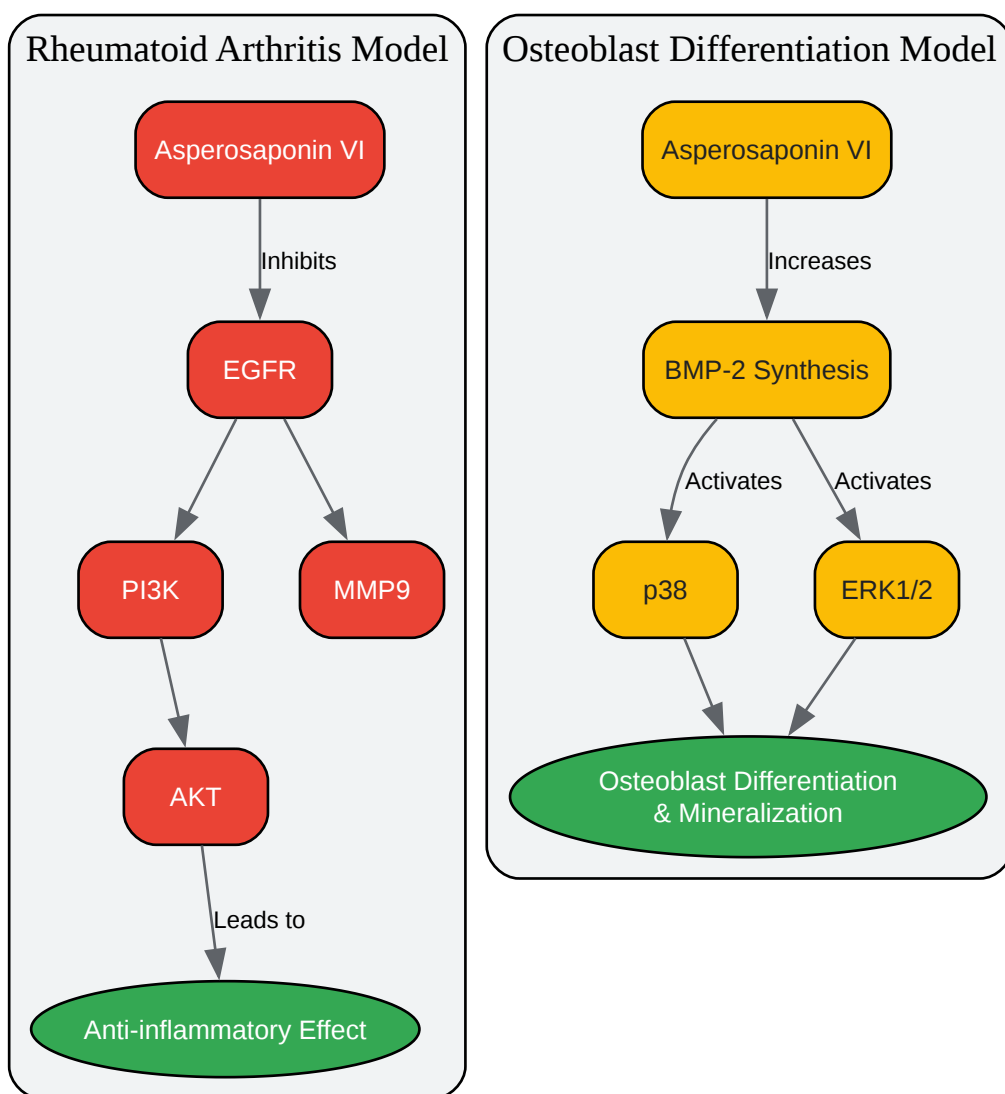 Rheumatoid Arthritis Model
Asperosaponin VI
Inhibits
EGFR
PI3K
MMP9
AKT
Leads to
Anti-inflammatory Effect
Osteoblast Differentiation Model
Asperosaponin VI
Increases
BMP-2 Synthesis
Activates
Activates
p38
ERK1/2
Osteoblast Differentiation
& Mineralization